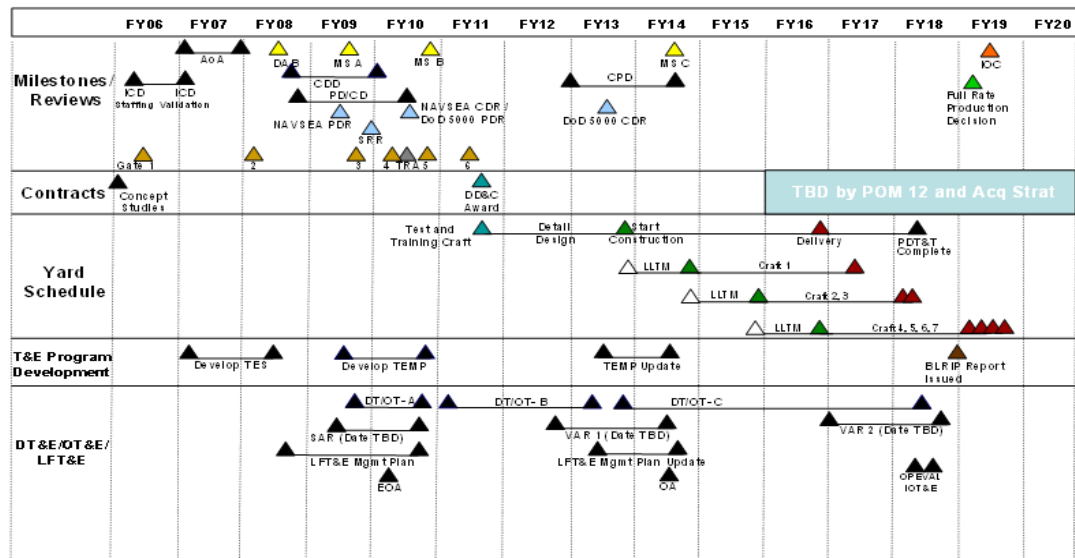 FY06 FY07 FY08 FY09 FY10 FY11 FY12 FY13 FY14 FY15 FY16 FY17 FY18 FY19 FY20
Milestones/
Reviews
AoA
DAB
MS A
MS B
MS C
IOC
ICD
Staffing
ICD
Validation
CDD
PD/CD
CPD
NAVSEA PDR
SRR
NAVSEA CDR /
DoD 5000 PDR
DoD 5000 CDR
Full Rate
Production
Decision
Gate 1
2
3
4
TRA
5
6
Contracts
Concept
Studies
DD&C
Award
TBD by POM 12 and Acq Strat
Yard
Schedule
Test and
Training Craft
Detail
Design
Start
Construction
Delivery
PDT&T
Complete
LLTM
Craft 1
LLTM
Craft 2,3
LLTM
Craft 4, 5, 6, 7
T&E Program
Development
Develop TES
Develop TEMP
TEMP Update
BLRIP Report
Issued
DT&E/OT&E/
LFT&E
DT/OT-A
DT/OT- B
DT/OT-C
SAR (Date TBD)
VAR 1 (Date TBD)
VAR 2 (Date TBD)
LFT&E Mgmt Plan
LFT&E Mgmt Plan Update
EOA
OA
OPEVAL
IOT&E